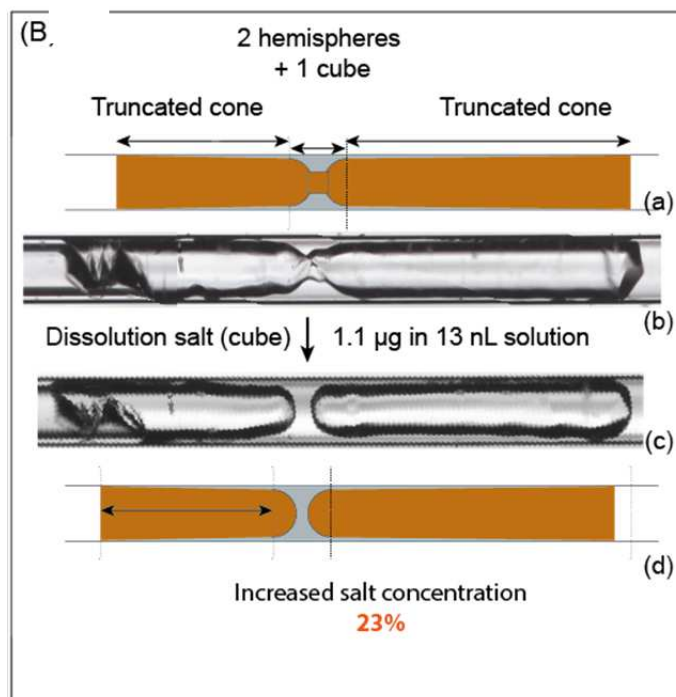 (B)
2 hemispheres
+ 1 cube
Truncated cone
Truncated cone
(a)
(b)
Dissolution salt (cube)
1.1 µg in 13 nL solution
(c)
(d)
Increased salt concentration
23%